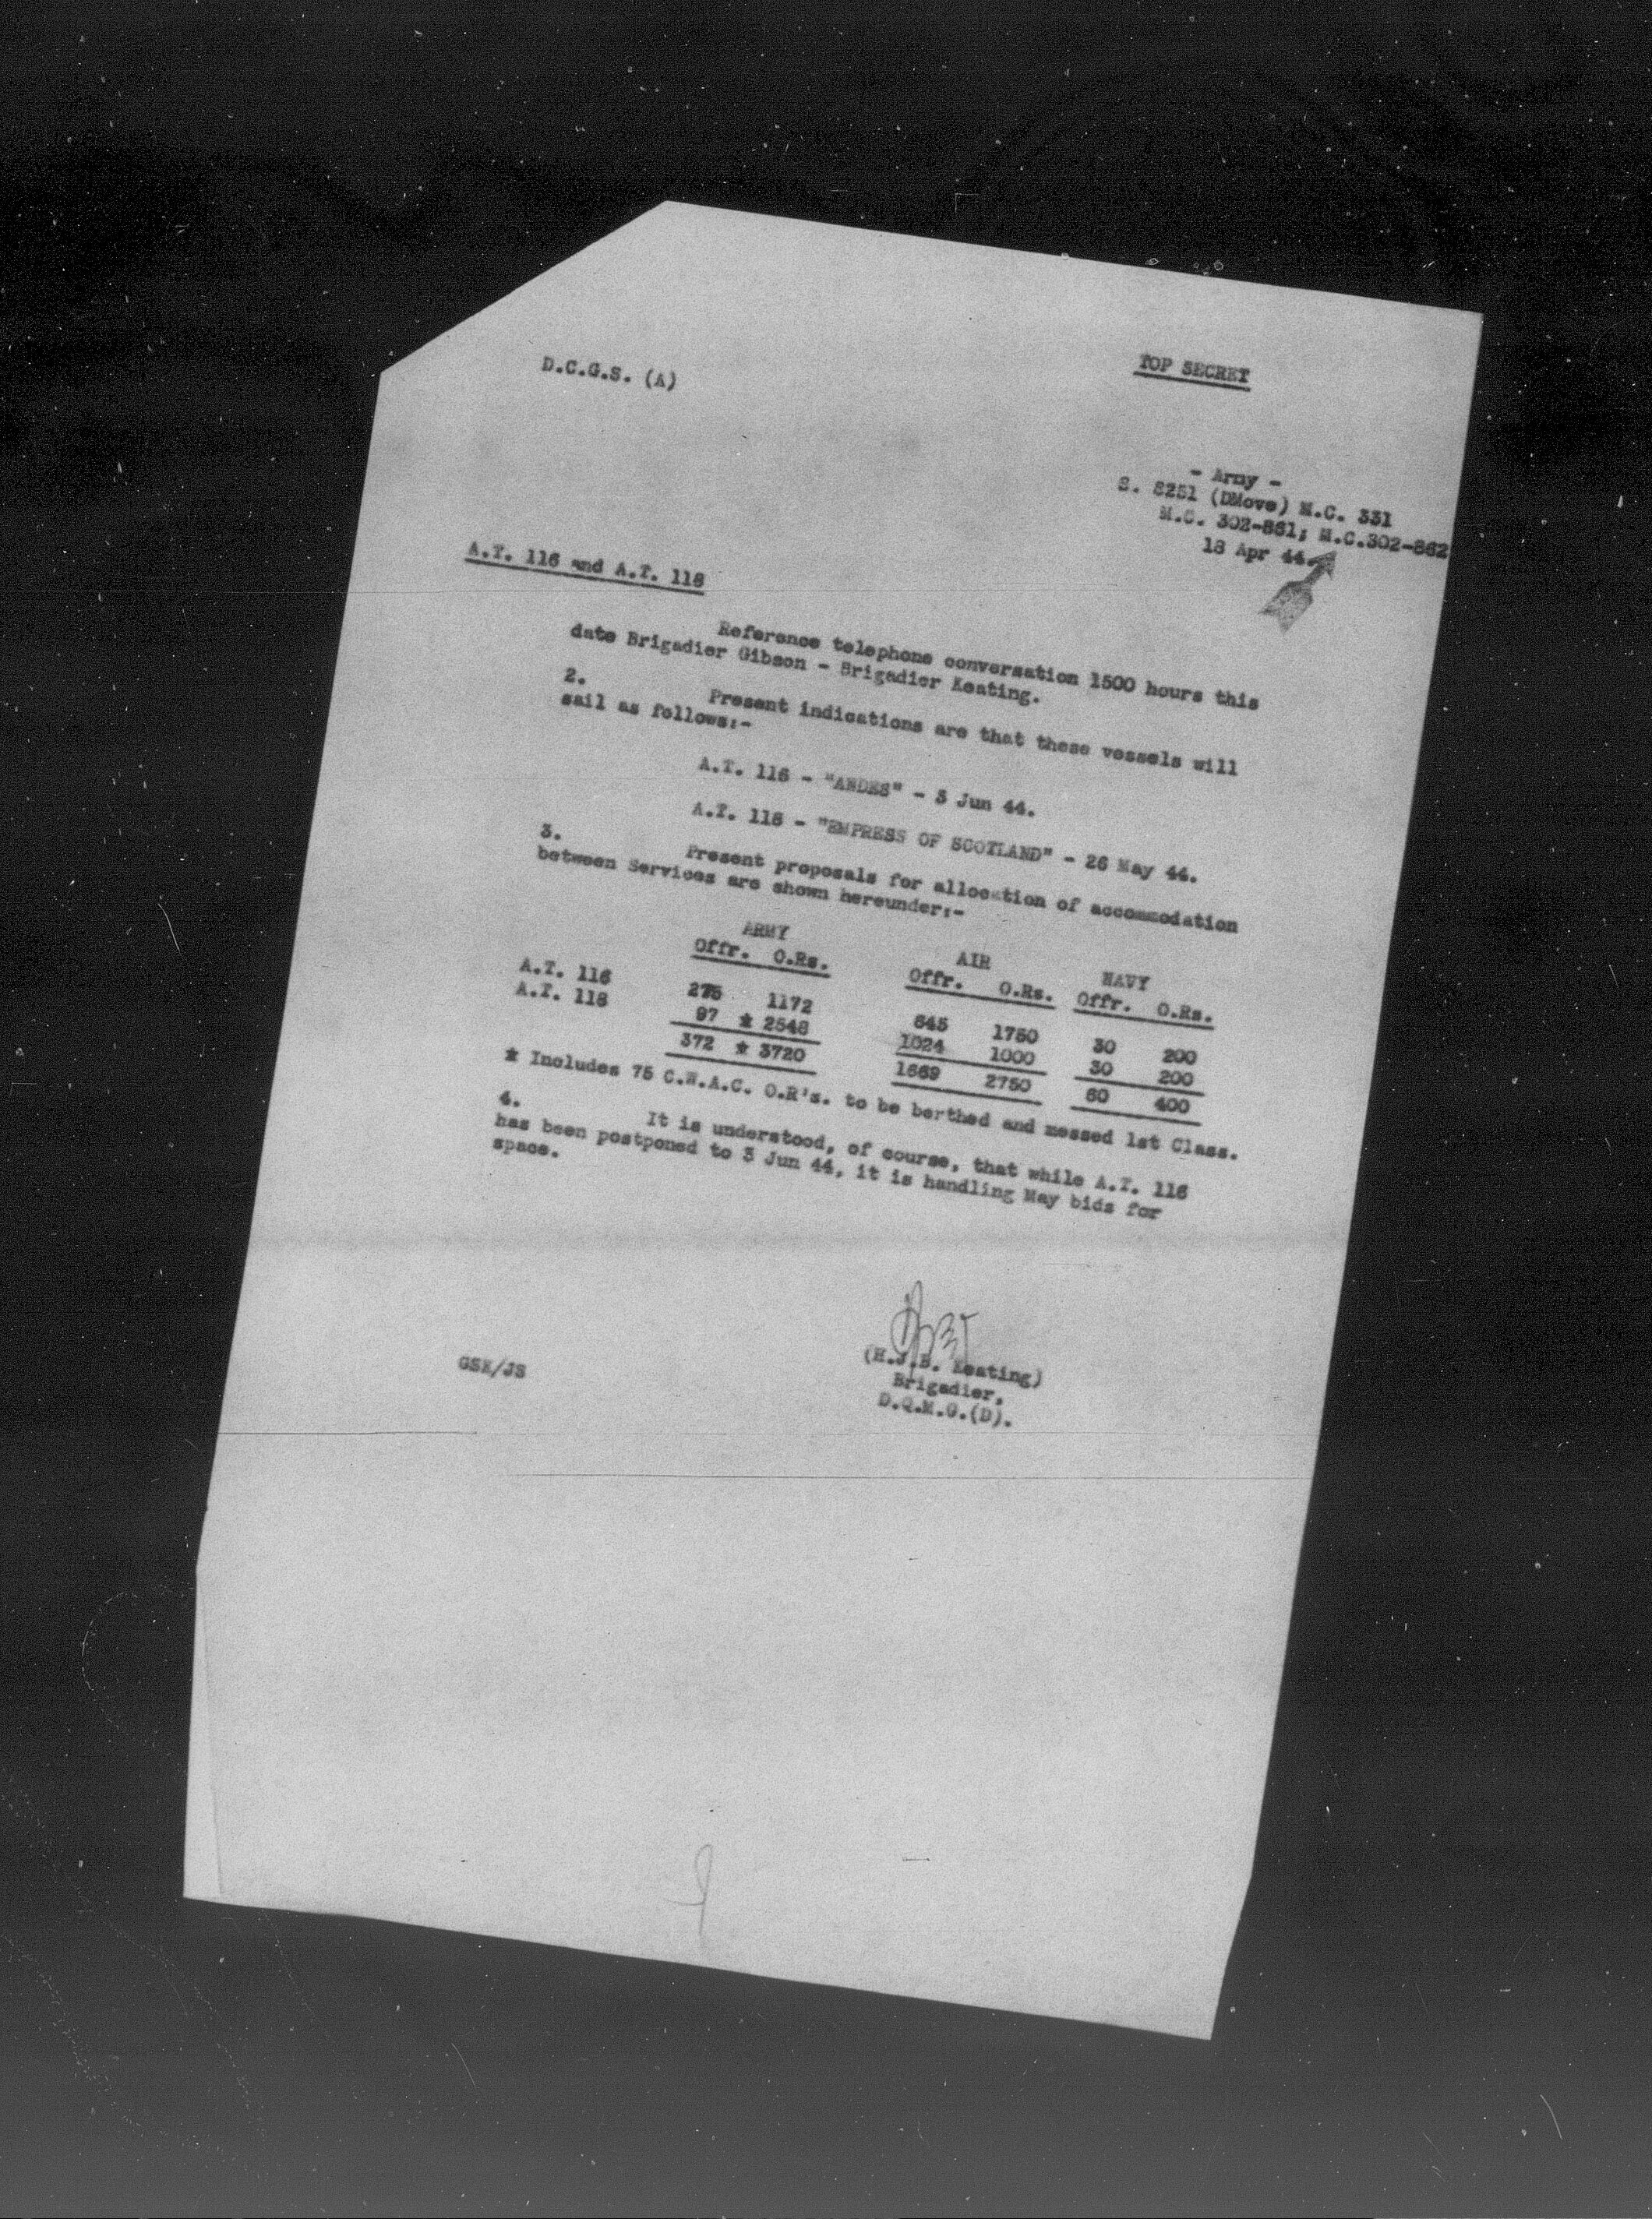 D.C.G.S. (A)
TOP SECRET
- Army -
S. 8251 (DMove) M.C. 331
M.C. 302-861; M.C.302-862
18 Apr 44.
A.T. 116 and A.T. 118
Reference telephone conversation 1500 hours this
date Brigadier Gibson - Brigadier Keating.
2. Present indications are that these vessels will
sail as follows:-
A.T. 116 - "ANDES" - 3 Jun 44.
A.T. 118 - "EMPRESS OF SCOTLAND" - 26 May 44.
3. Present proposals for allocation of accommodation
between Services are shown hereunder:-
ARMY AIR NAVY
Offr. O.Rs. Offr. O.Rs. Offr. O.Rs.
A.T. 116 275 1172 645 1750 30 200
A.T. 118 97 * 2548 1024 1000 30 200
372 * 3720 1669 2750 60 400
* Includes 75 C.W.A.C. O.R's. to be berthed and messed 1st Class.
4. It is understood, of course, that while A.T. 116
has been postponed to 3 Jun 44, it is handling May bids for
space.
(H.J.B. Keating)
Brigadier,
D.Q.M.G.(D).
GSK/JS